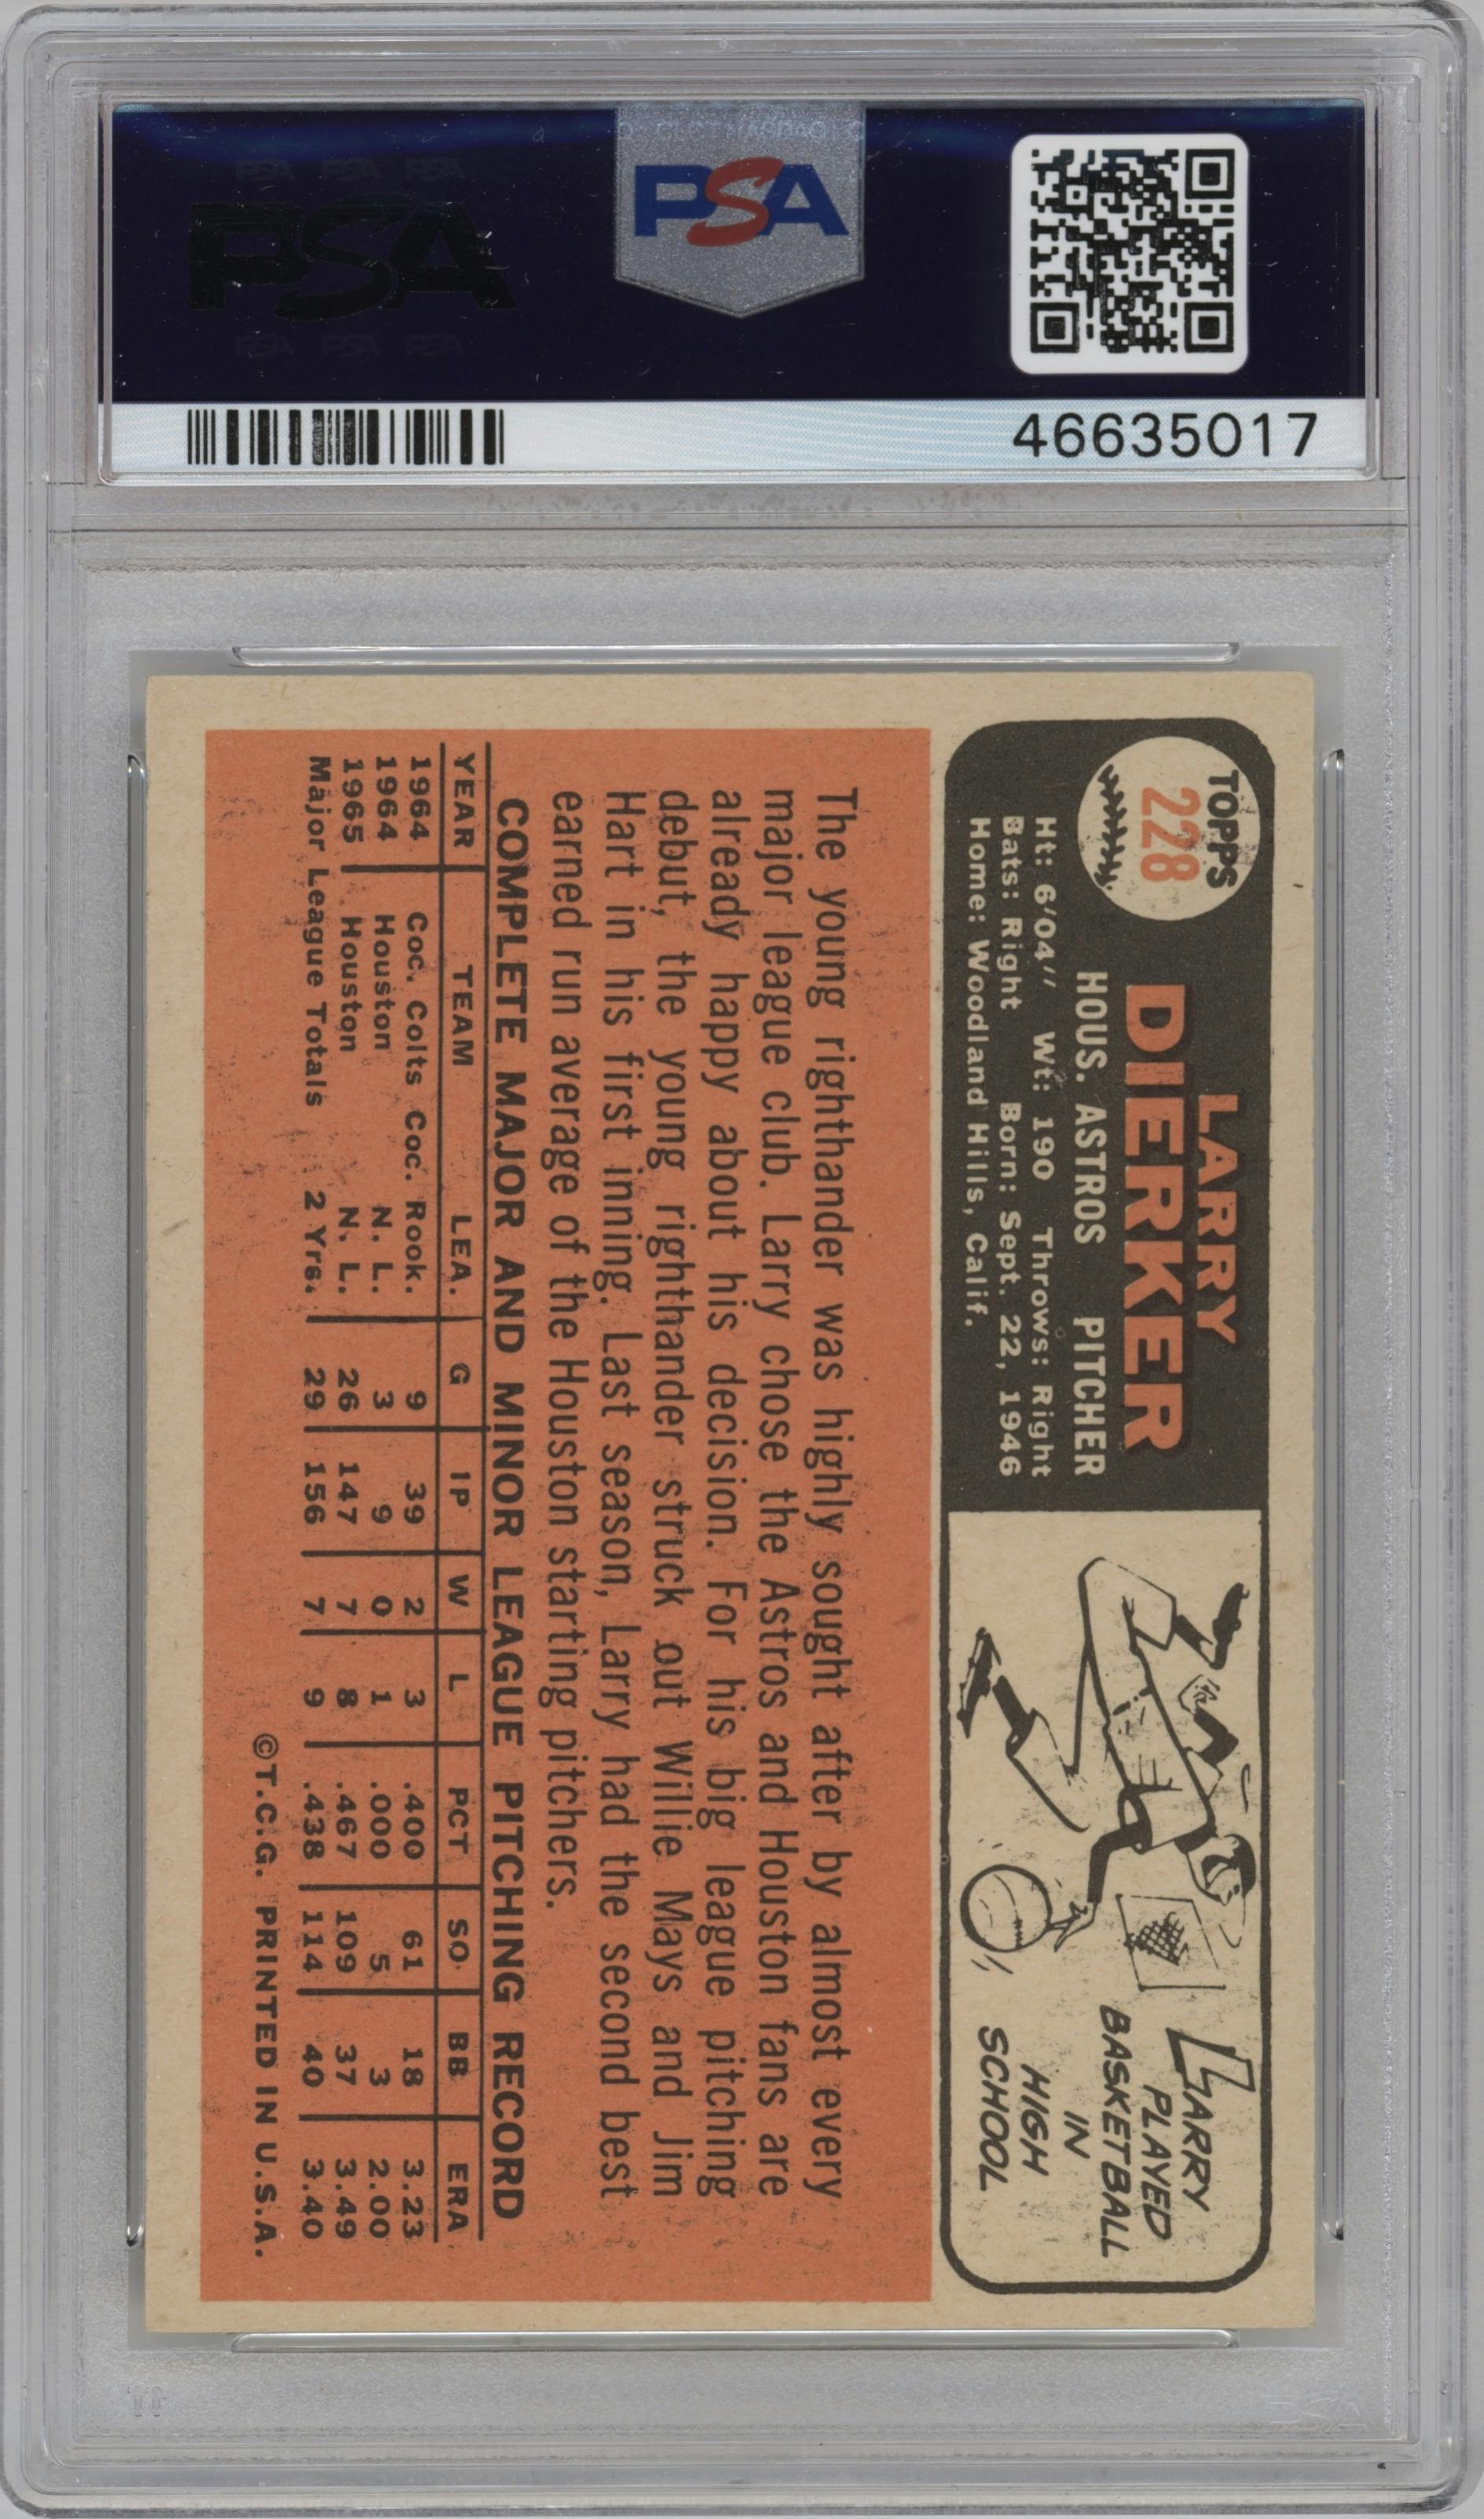 PSA PSA PSA
PSA
PSA PSA PSA
PSA
46635017
TOPPS
228
LARRY
DIERKER
HOUS. ASTROS PITCHER
Ht: 6'04" Wt: 190 Throws: Right
Bats: Right Born: Sept. 22, 1946
Home: Woodland Hills, Calif.
LARRY
PLAYED
BASKETBALL
IN
HIGH
SCHOOL
The young righthander was highly sought after by almost every
major league club. Larry chose the Astros and Houston fans are
already happy about his decision. For his big league pitching
debut, the young righthander struck out Willie Mays and Jim
Hart in his first inning. Last season, Larry had the second best
earned run average of the Houston starting pitchers.
COMPLETE MAJOR AND MINOR LEAGUE PITCHING RECORD
YEAR TEAM LEA. G IP W L PCT SO BB ERA
1964 Coc. Colts Coc. Rook. 9 39 2 3 .400 61 18 3.23
1964 Houston N. L. 3 9 0 1 .000 5 3 2.00
1965 Houston N. L. 26 147 7 8 .467 109 37 3.49
Major League Totals 2 Yrs. 29 156 7 9 .438 114 40 3.40
©T.C.G. PRINTED IN U.S.A.